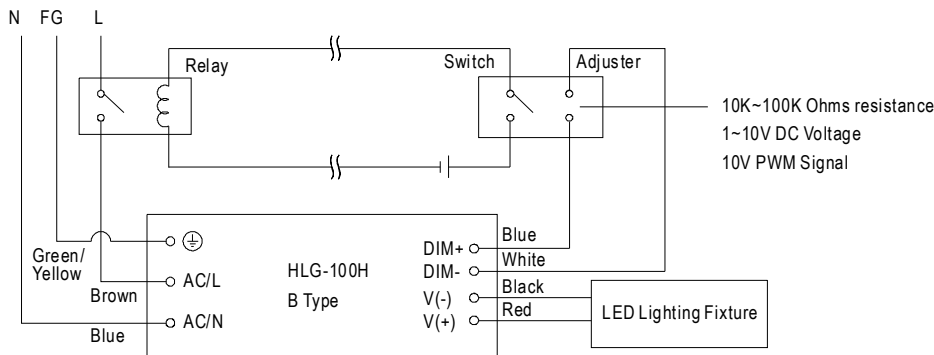 N FG L
Relay
Switch
Adjuster
10K~100K Ohms resistance
1~10V DC Voltage
10V PWM Signal
Green/
Yellow
Brown
Blue
AC/L
AC/N
HLG-100H
B Type
DIM+
DIM-
V(-)
V(+)
Blue
White
Black
Red
LED Lighting Fixture